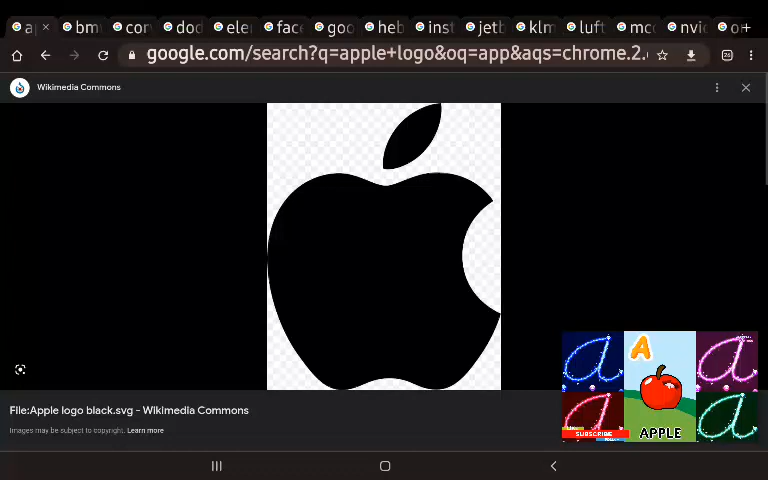 bm
cor
dod
ele
face
goo
heb
inst
jetb
klm
luft
mc
nvi
or
google.com/search?q=apple+logo&oq=app&aqs=chrome.2.
Wikimedia Commons
A
a a
a a
APPLE
SUBSCRIBE
File:Apple logo black.svg - Wikimedia Commons
Images may be subject to copyright. Learn more